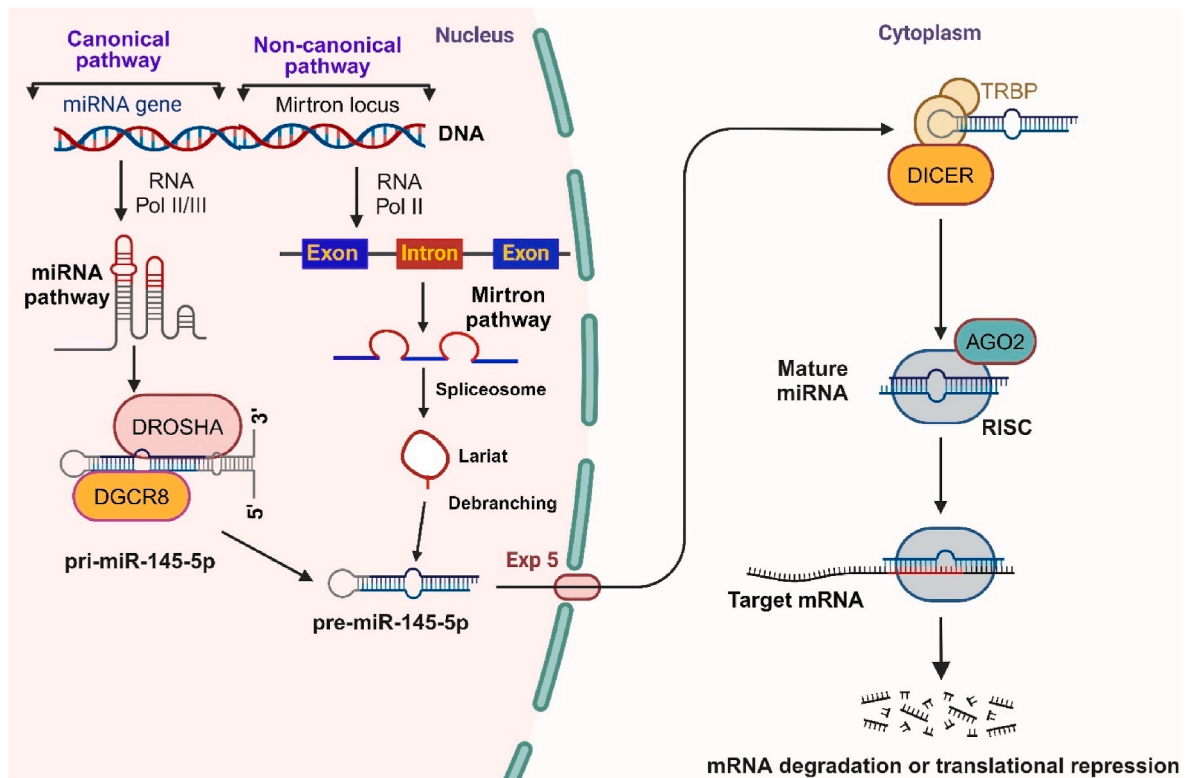 Canonical
pathway
Non-canonical
pathway
Nucleus
Cytoplasm
miRNA gene
Mirtron locus
DNA
TRBP
DICER
RNA
Pol II/III
RNA
Pol II
Exon
Intron
Exon
miRNA
pathway
Mirtron
pathway
Spliceosome
AGO2
Mature
miRNA
RISC
DROSHA
3'
DGCR8
5'
Lariat
Debranching
pri-miR-145-5p
Exp 5
pre-miR-145-5p
Target mRNA
mRNA degradation or translational repression